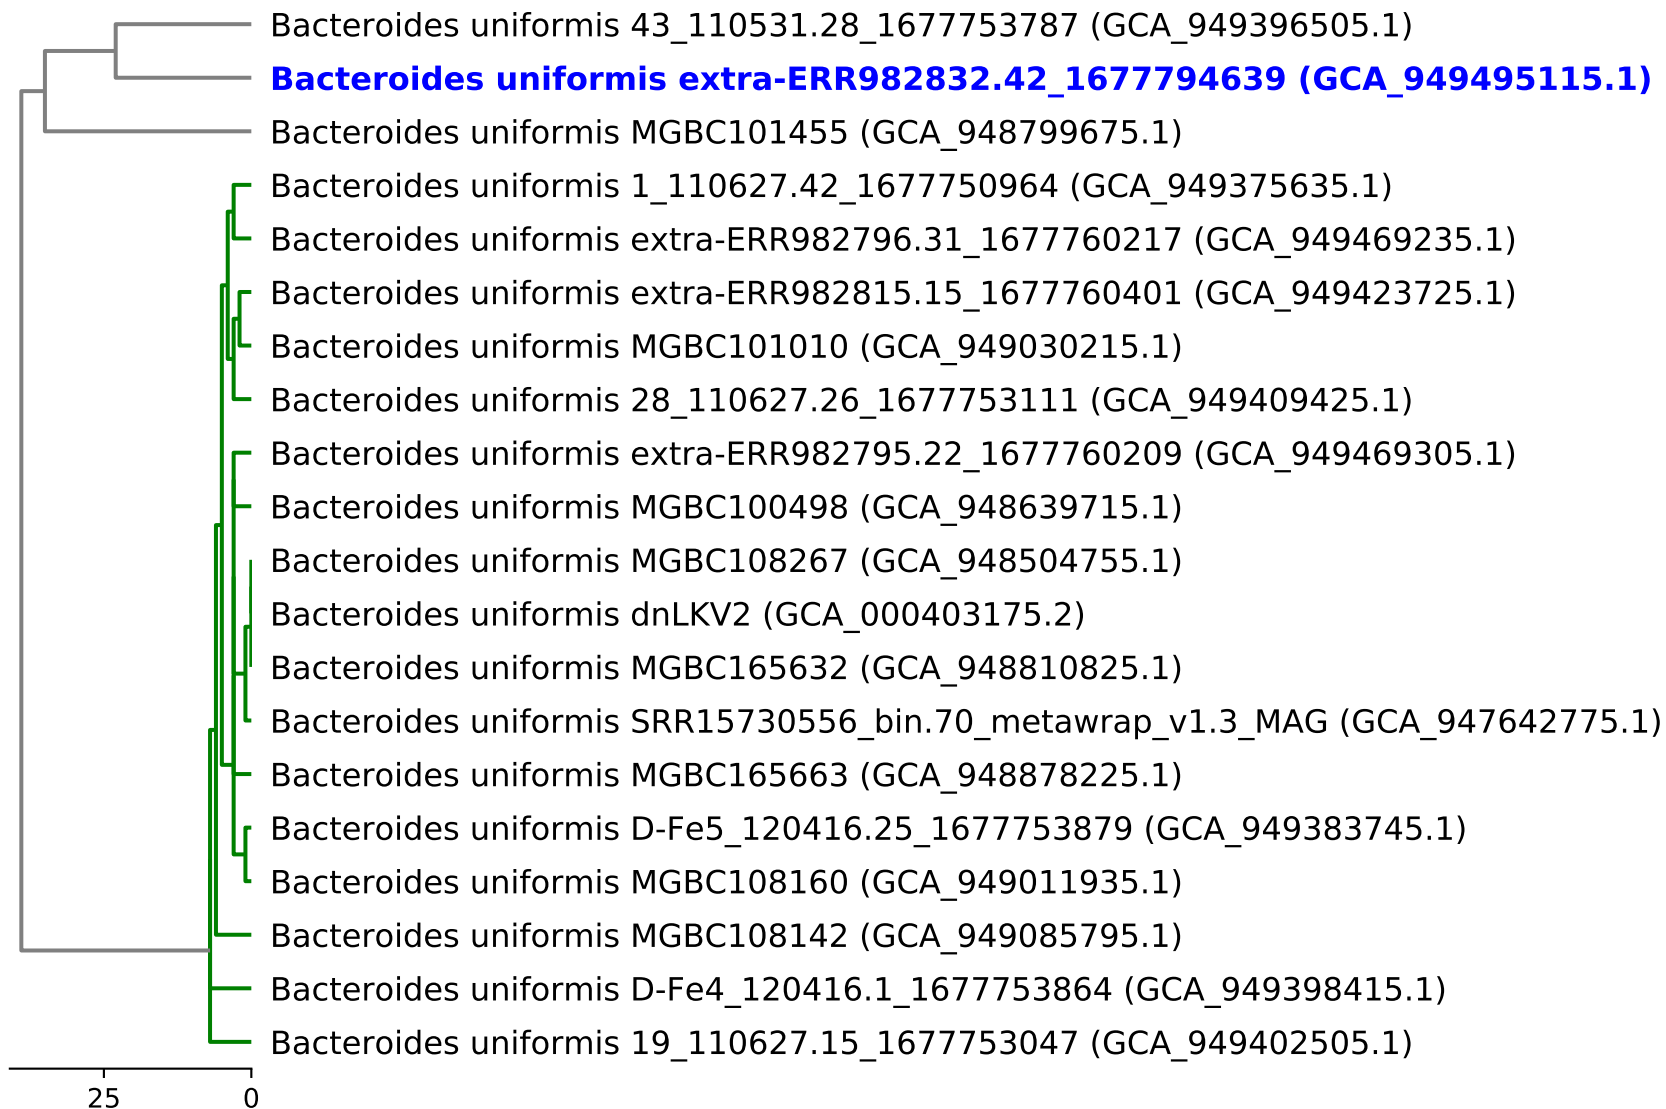 Bacteroides uniformis 43_110531.28_1677753787 (GCA_949396505.1)
Bacteroides uniformis extra-ERR982832.42_1677794639 (GCA_949495115.1)
Bacteroides uniformis MGBC101455 (GCA_948799675.1)
Bacteroides uniformis 1_110627.42_1677750964 (GCA_949375635.1)
Bacteroides uniformis extra-ERR982796.31_1677760217 (GCA_949469235.1)
Bacteroides uniformis extra-ERR982815.15_1677760401 (GCA_949423725.1)
Bacteroides uniformis MGBC101010 (GCA_949030215.1)
Bacteroides uniformis 28_110627.26_1677753111 (GCA_949409425.1)
Bacteroides uniformis extra-ERR982795.22_1677760209 (GCA_949469305.1)
Bacteroides uniformis MGBC100498 (GCA_948639715.1)
Bacteroides uniformis MGBC108267 (GCA_948504755.1)
Bacteroides uniformis dnLKV2 (GCA_000403175.2)
Bacteroides uniformis MGBC165632 (GCA_948810825.1)
Bacteroides uniformis SRR15730556_bin.70_metawrap_v1.3_MAG (GCA_947642775.1)
Bacteroides uniformis MGBC165663 (GCA_948878225.1)
Bacteroides uniformis D-Fe5_120416.25_1677753879 (GCA_949383745.1)
Bacteroides uniformis MGBC108160 (GCA_949011935.1)
Bacteroides uniformis MGBC108142 (GCA_949085795.1)
Bacteroides uniformis D-Fe4_120416.1_1677753864 (GCA_949398415.1)
Bacteroides uniformis 19_110627.15_1677753047 (GCA_949402505.1)
25 0